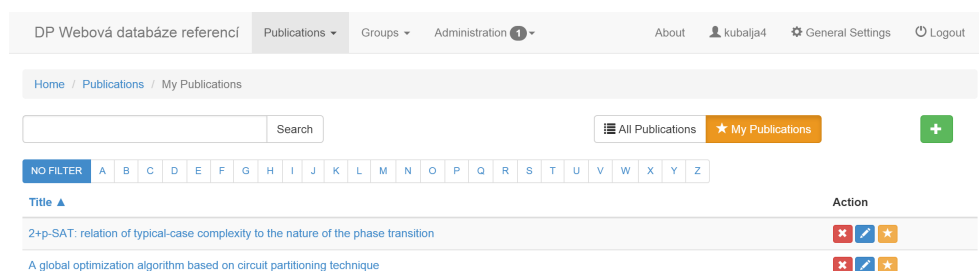 DP Webová databáze referencí Publications Groups Administration 1 About kubalja4 General Settings Logout
Home / Publications / My Publications
Search All Publications My Publications
NO FILTER A B C D E F G H I J K L M N O P Q R S T U V W X Y Z
Title ▲ Action
2+p-SAT: relation of typical-case complexity to the nature of the phase transition
A global optimization algorithm based on circuit partitioning technique